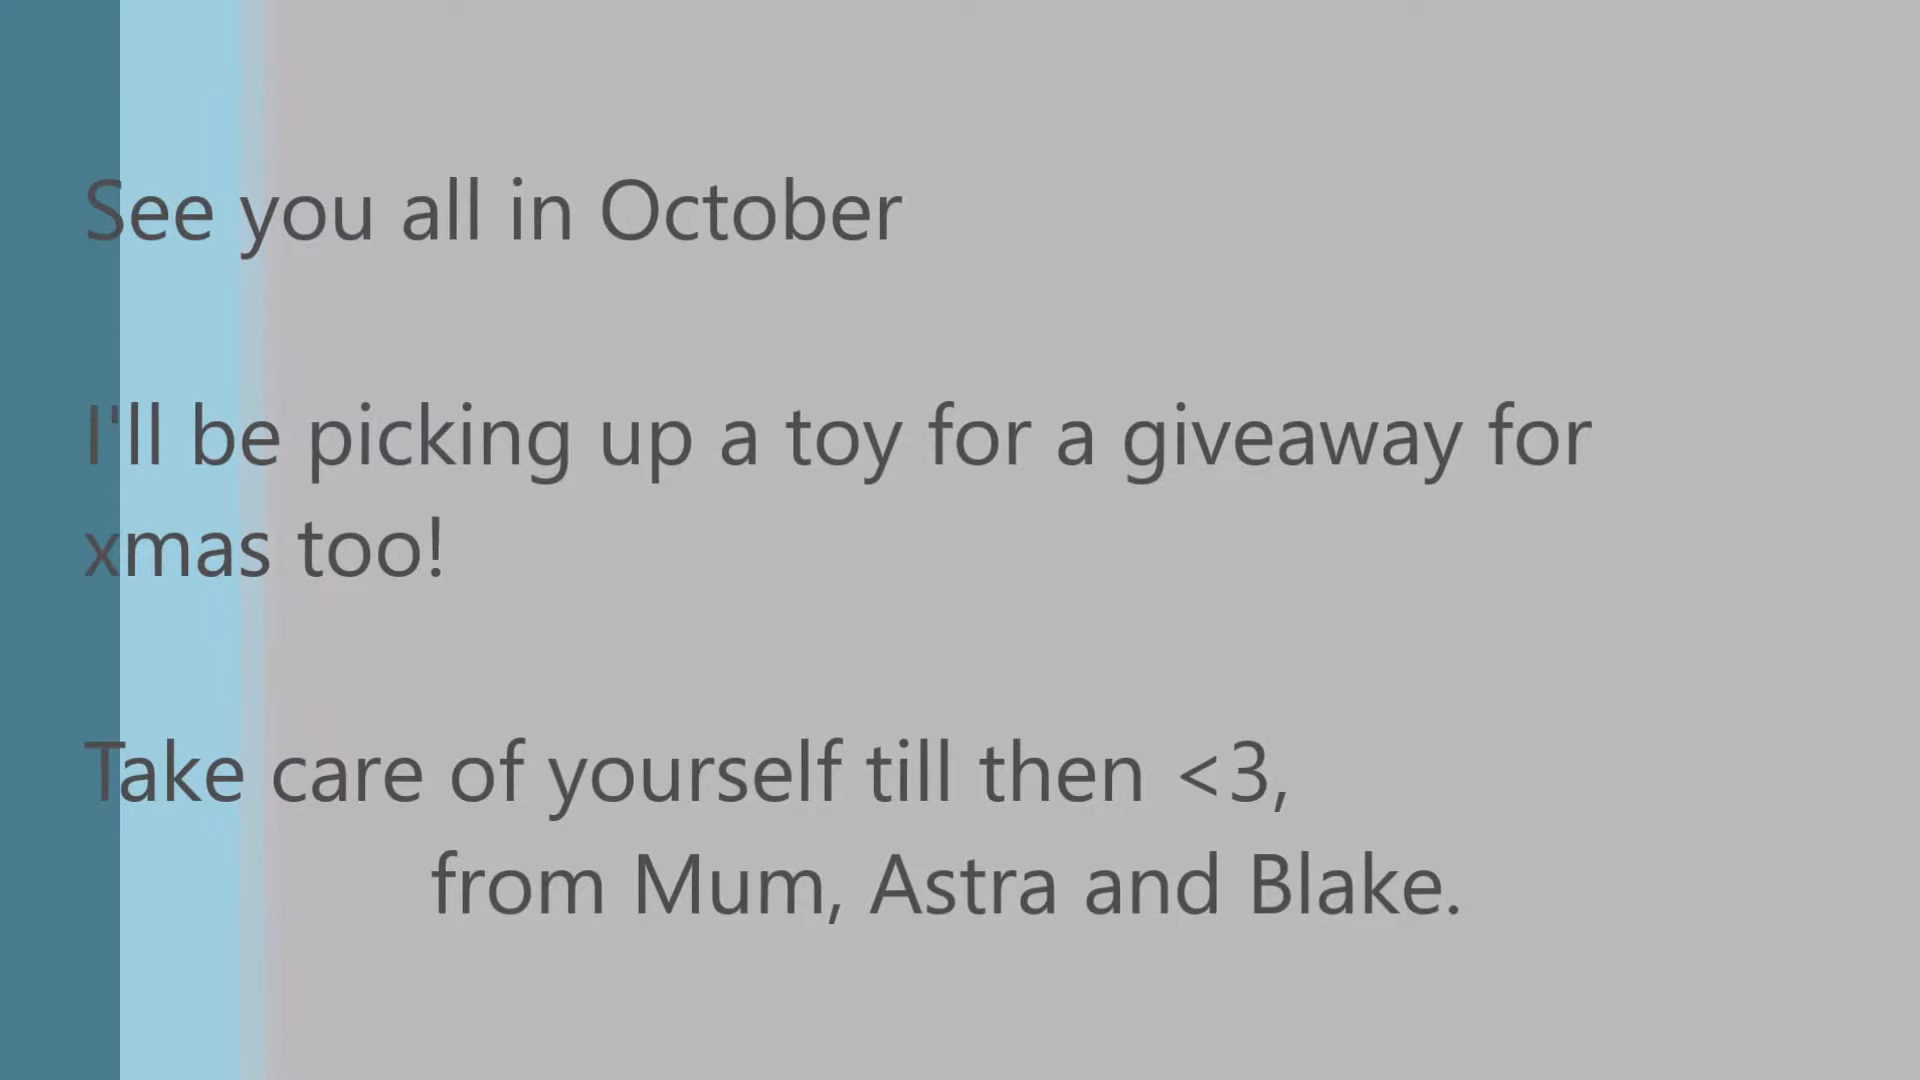 See you all in October
I'll be picking up a toy for a giveaway for
xmas too!
Take care of yourself till then <3,
from Mum, Astra and Blake.